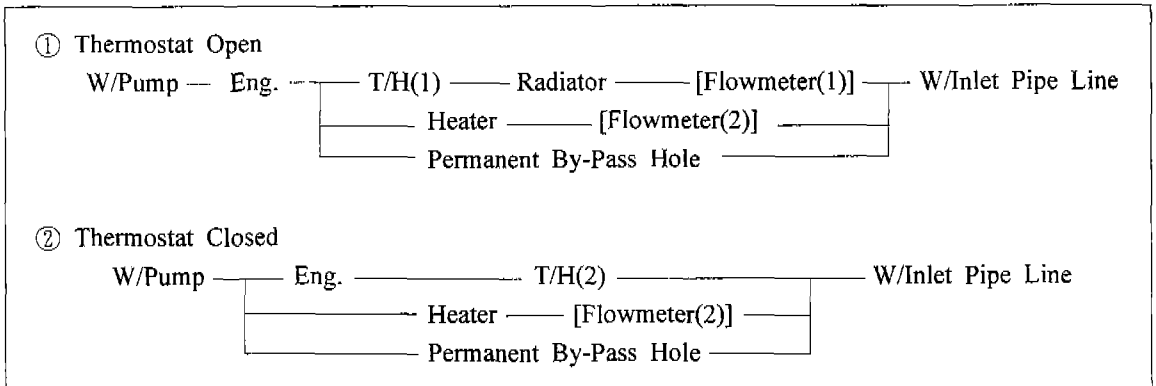 ① Thermostat Open
W/Pump Eng. T/H(1) Radiator [Flowmeter(1)] W/Inlet Pipe Line
Heater [Flowmeter(2)]
Permanent By-Pass Hole
② Thermostat Closed
W/Pump Eng. T/H(2) W/Inlet Pipe Line
Heater [Flowmeter(2)]
Permanent By-Pass Hole